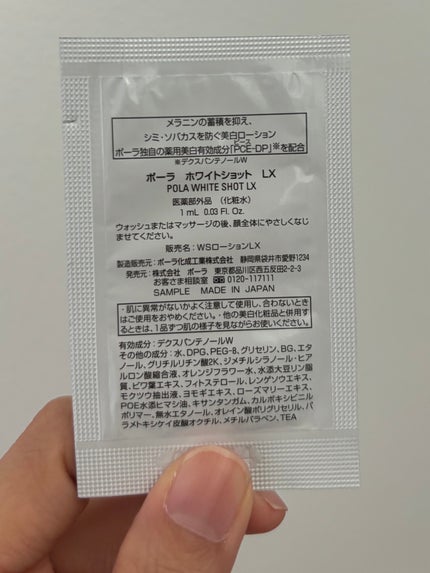 メラニンの蓄積を抑え、
シミ・ソバカスを防ぐ美白ローション
ピース
ポーラ独自の薬用美白有効成分「PCE-DP」※を配合
※デクスパンテノールW
ポーラ ホワイトショット LX
POLA WHITE SHOT LX
医薬部外品 (化粧水)
1 mL 0.03 Fl. Oz.
ウォッシュまたはマッサージの後、顔全体にやさしくなじ
ませてください。
販売名:WSローションLX
製造販売元:ポーラ化成工業株式会社 静岡県袋井市愛野1234
発売元:株式会社 ポーラ 東京都品川区西五反田2-2-3
お客さま相談室 0120-117111
SAMPLE MADE IN JAPAN
・肌に異常がないかよく注意して使用し、合わないとき
はご使用をおやめください。・他の美白化粧品と併用す
るときは、1品ずつ肌の様子を見ながらお使いください。
有効成分:デクスパンテノールW
その他の成分:水、DPG、PEG-8、グリセリン、BG、エタノー
ル、グリチルリチン酸2K、ジメチルシラノール・ヒア
ルロン酸縮合液、オレンジフラワー水、水添大豆リン脂
質、ビワ葉エキス、フィトステロール、レンゲソウエキス、
モクツウ抽出液、ヨモギエキス、ローズマリーエキス、
POE水添ヒマシ油、キサンタンガム、カルボキシビニル
ポリマー、無水エタノール、オレイン酸ポリグリセリル、パ
ラメトキシケイ皮酸オクチル、メチルパラベン、TEA